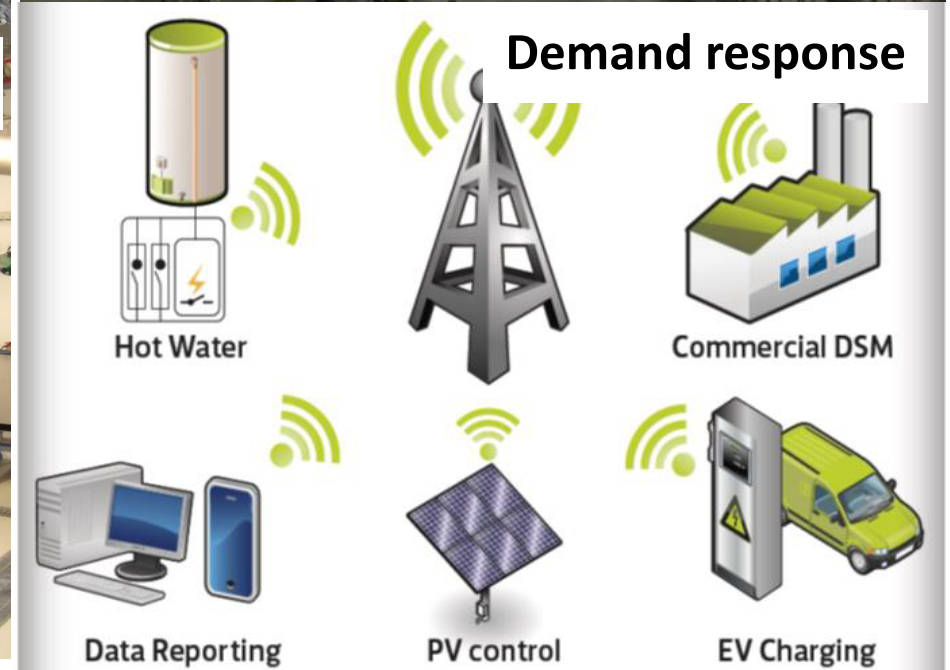 Demand response
Hot Water
Commercial DSM
Data Reporting
PV control
EV Charging